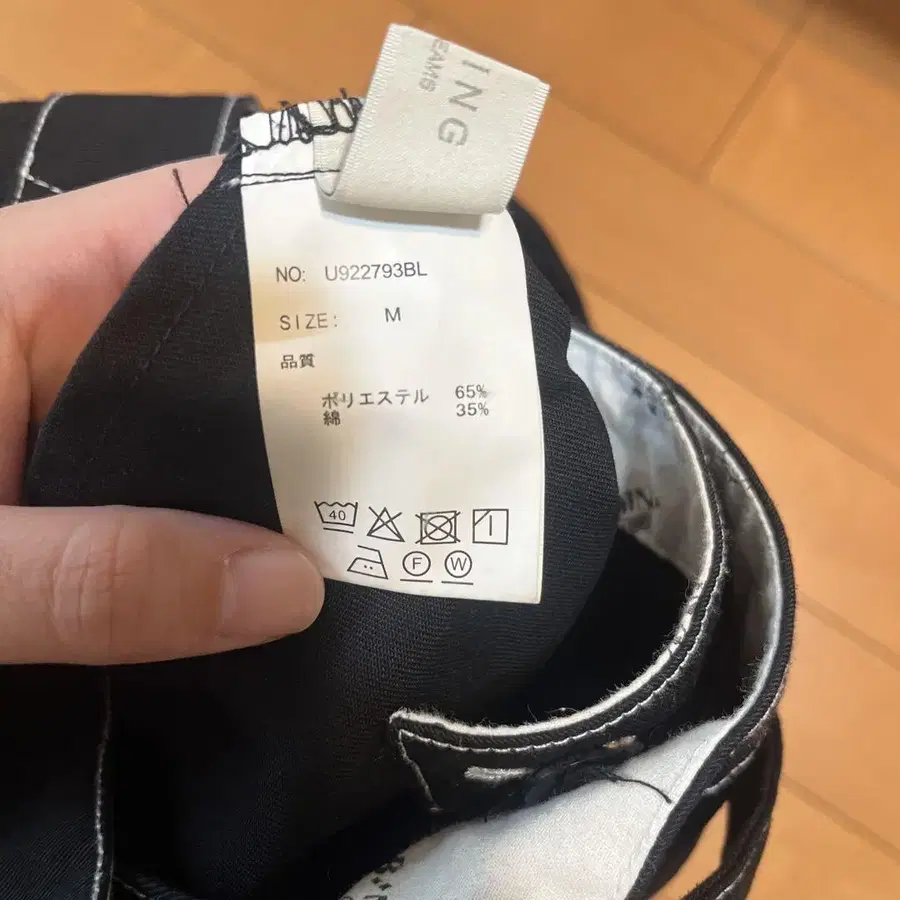 ING
EAMS
NO: U922793BL
SIZE: M
品質
ポリエステル 65%
綿 35%
40
F W